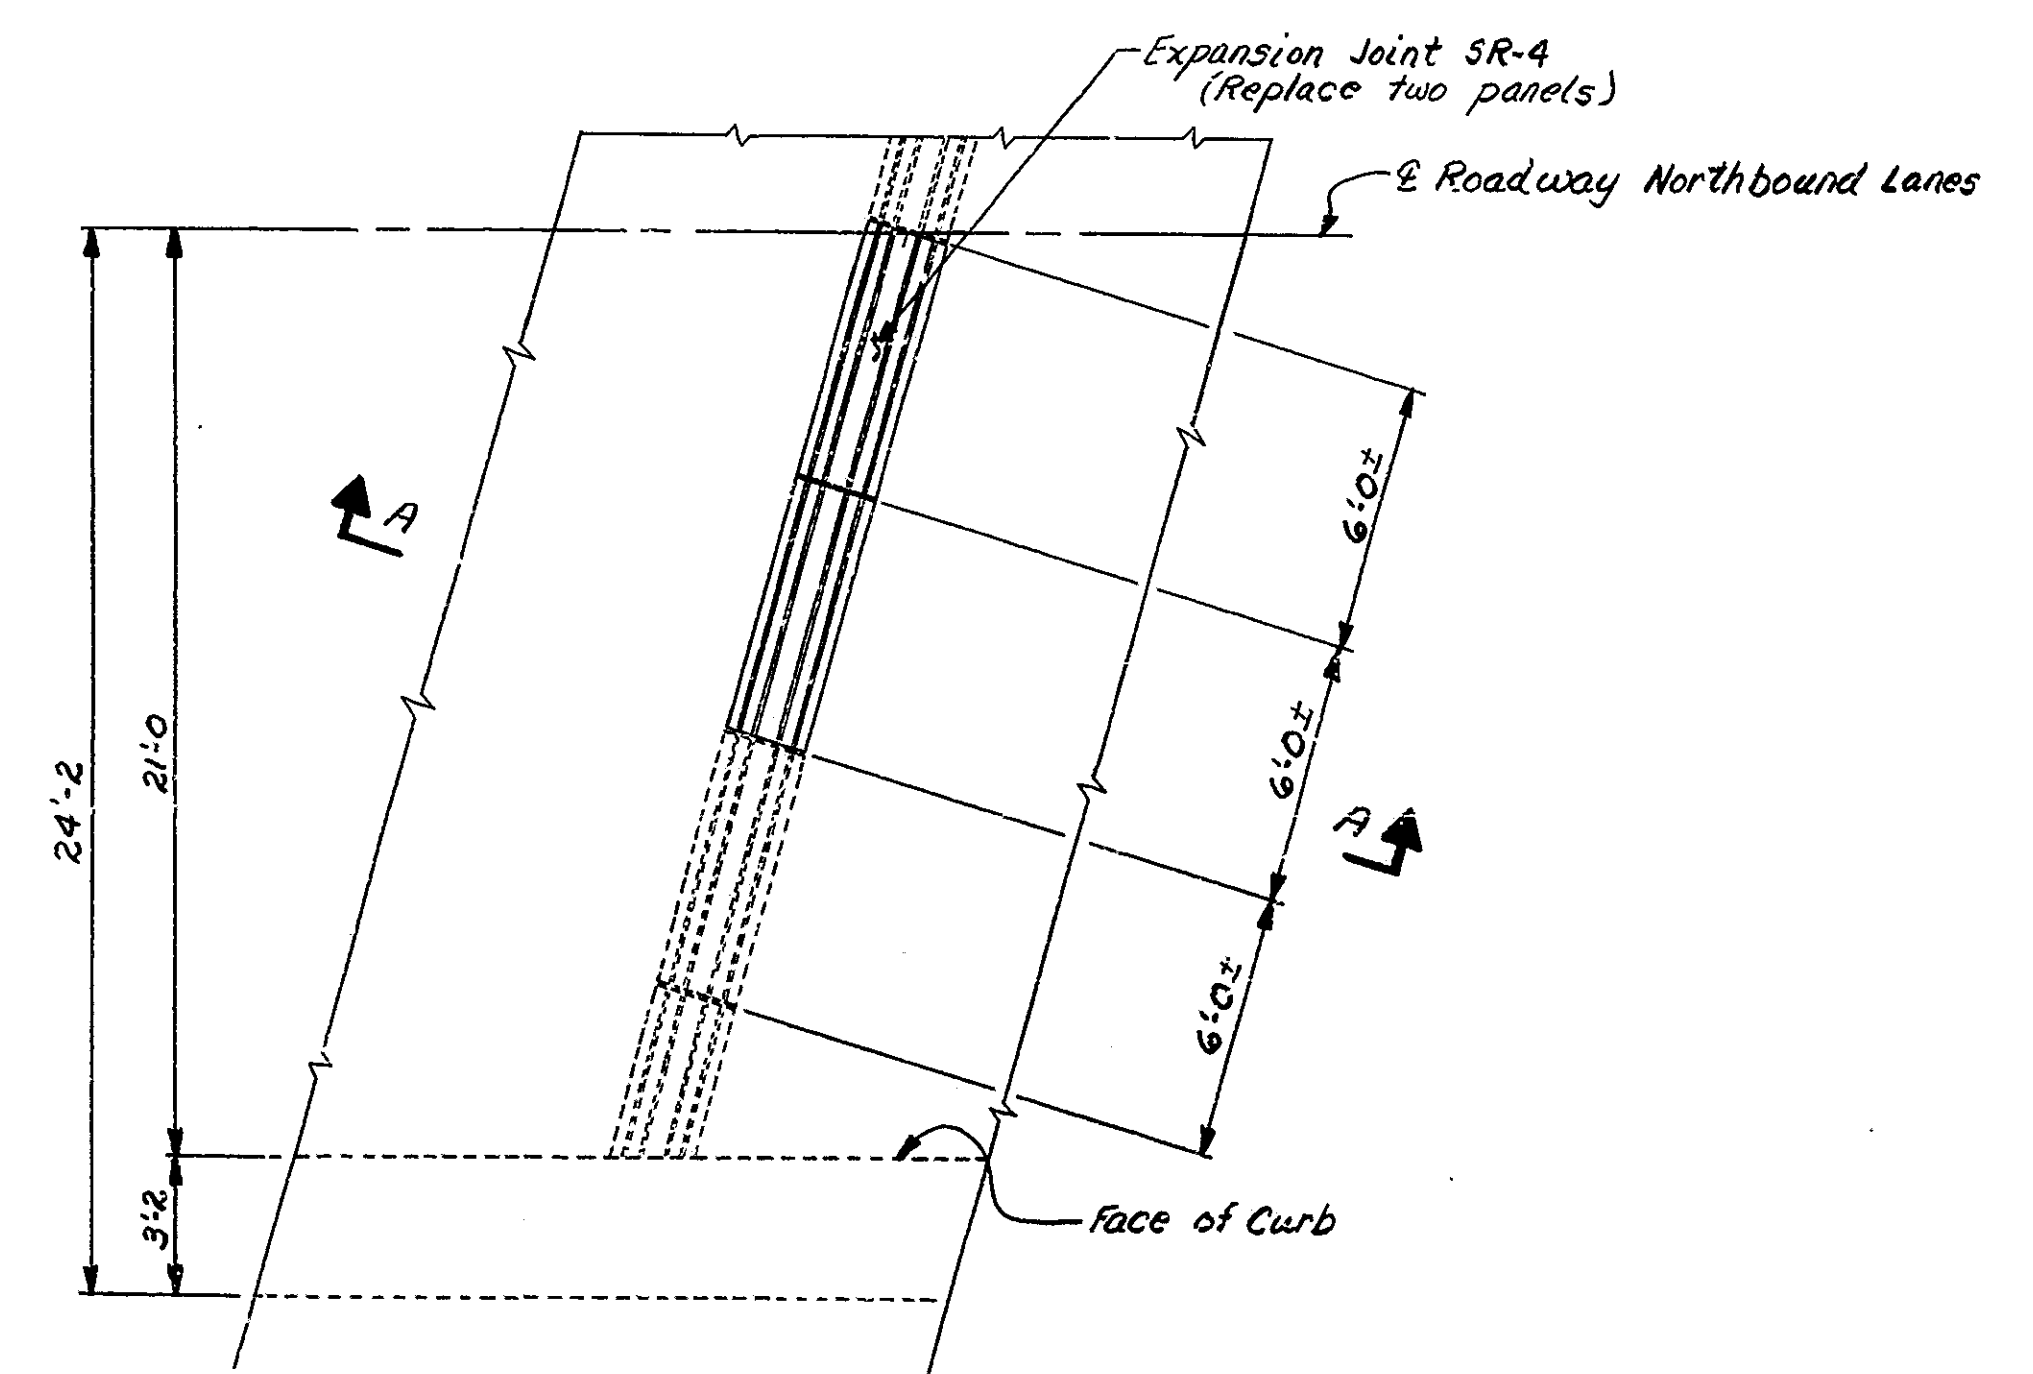 Expansion Joint SR-4
(Replace two panels)
℄ Roadway Northbound Lanes
6'-0±
A
6'-0±
21'-0
24'-2
A
6'-0±
3'-2
Face of Curb